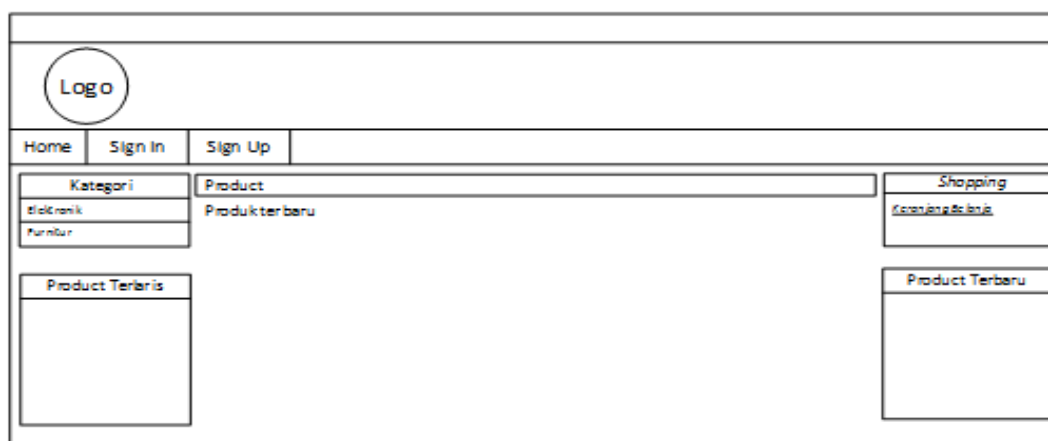 Logo
Home Sign In Sign Up
Kategori
Elektronik
Furnitur
Product
Produk terbaru
Shopping
Keranjang Belanja
Product Terlaris
Product Terbaru